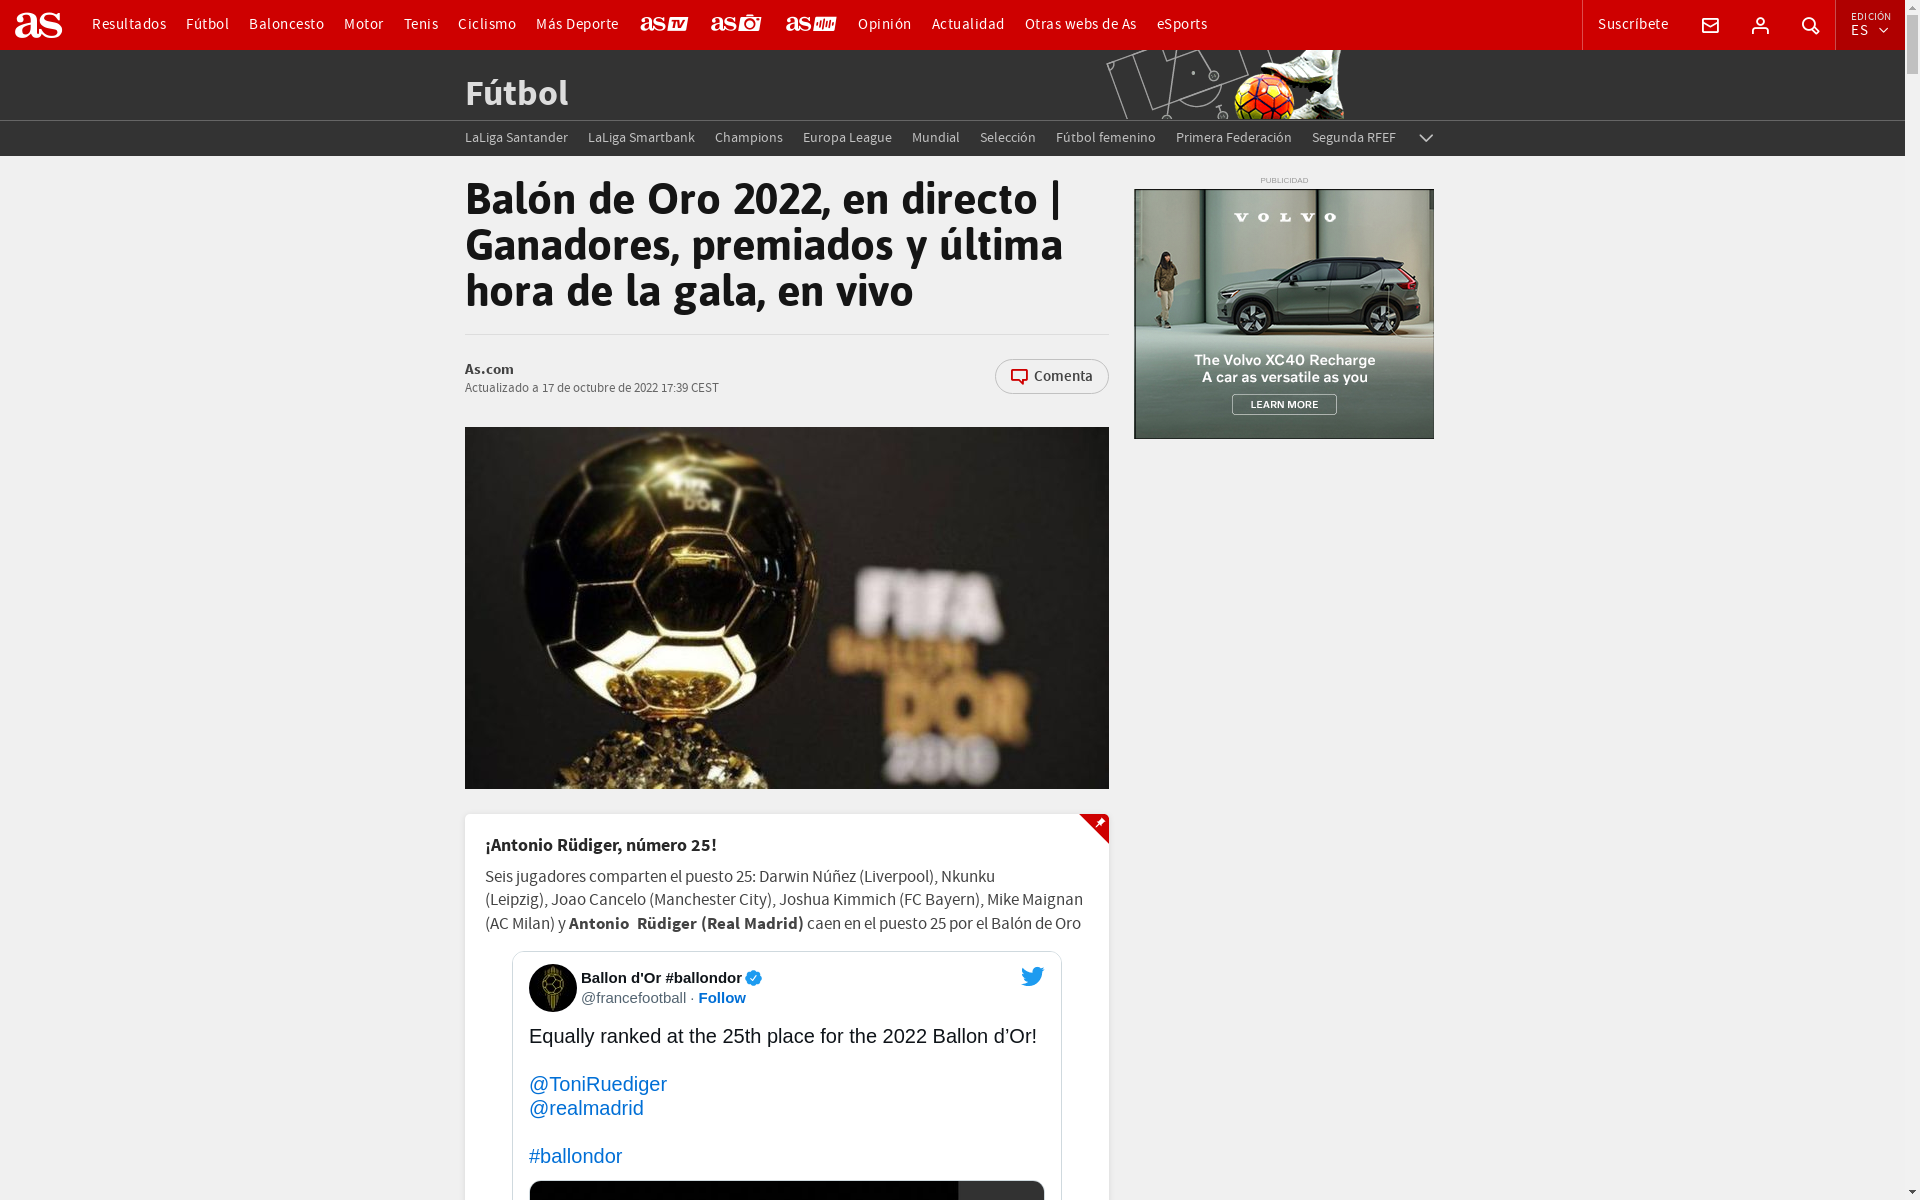 as
Resultados Fútbol Baloncesto Motor Tenis Ciclismo Más Deporte as TV as as Opinión Actualidad Otras webs de As eSports Suscríbete EDICIÓN ES
Fútbol
LaLiga Santander LaLiga Smartbank Champions Europa League Mundial Selección Fútbol femenino Primera Federación Segunda RFEF
Balón de Oro 2022, en directo |
Ganadores, premiados y última
hora de la gala, en vivo
As.com
Actualizado a 17 de octubre de 2022 17:39 CEST
Comenta
PUBLICIDAD
VOLVO
The Volvo XC40 Recharge
A car as versatile as you
LEARN MORE
FIFA
BALLON
D'OR
FIFA
BALLON
D'OR
¡Antonio Rüdiger, número 25!
Seis jugadores comparten el puesto 25: Darwin Núñez (Liverpool), Nkunku
(Leipzig), Joao Cancelo (Manchester City), Joshua Kimmich (FC Bayern), Mike Maignan
(AC Milan) y Antonio Rüdiger (Real Madrid) caen en el puesto 25 por el Balón de Oro
Ballon d'Or #ballondor
@francefootball · Follow
Equally ranked at the 25th place for the 2022 Ballon d’Or!
@ToniRuediger
@realmadrid
#ballondor